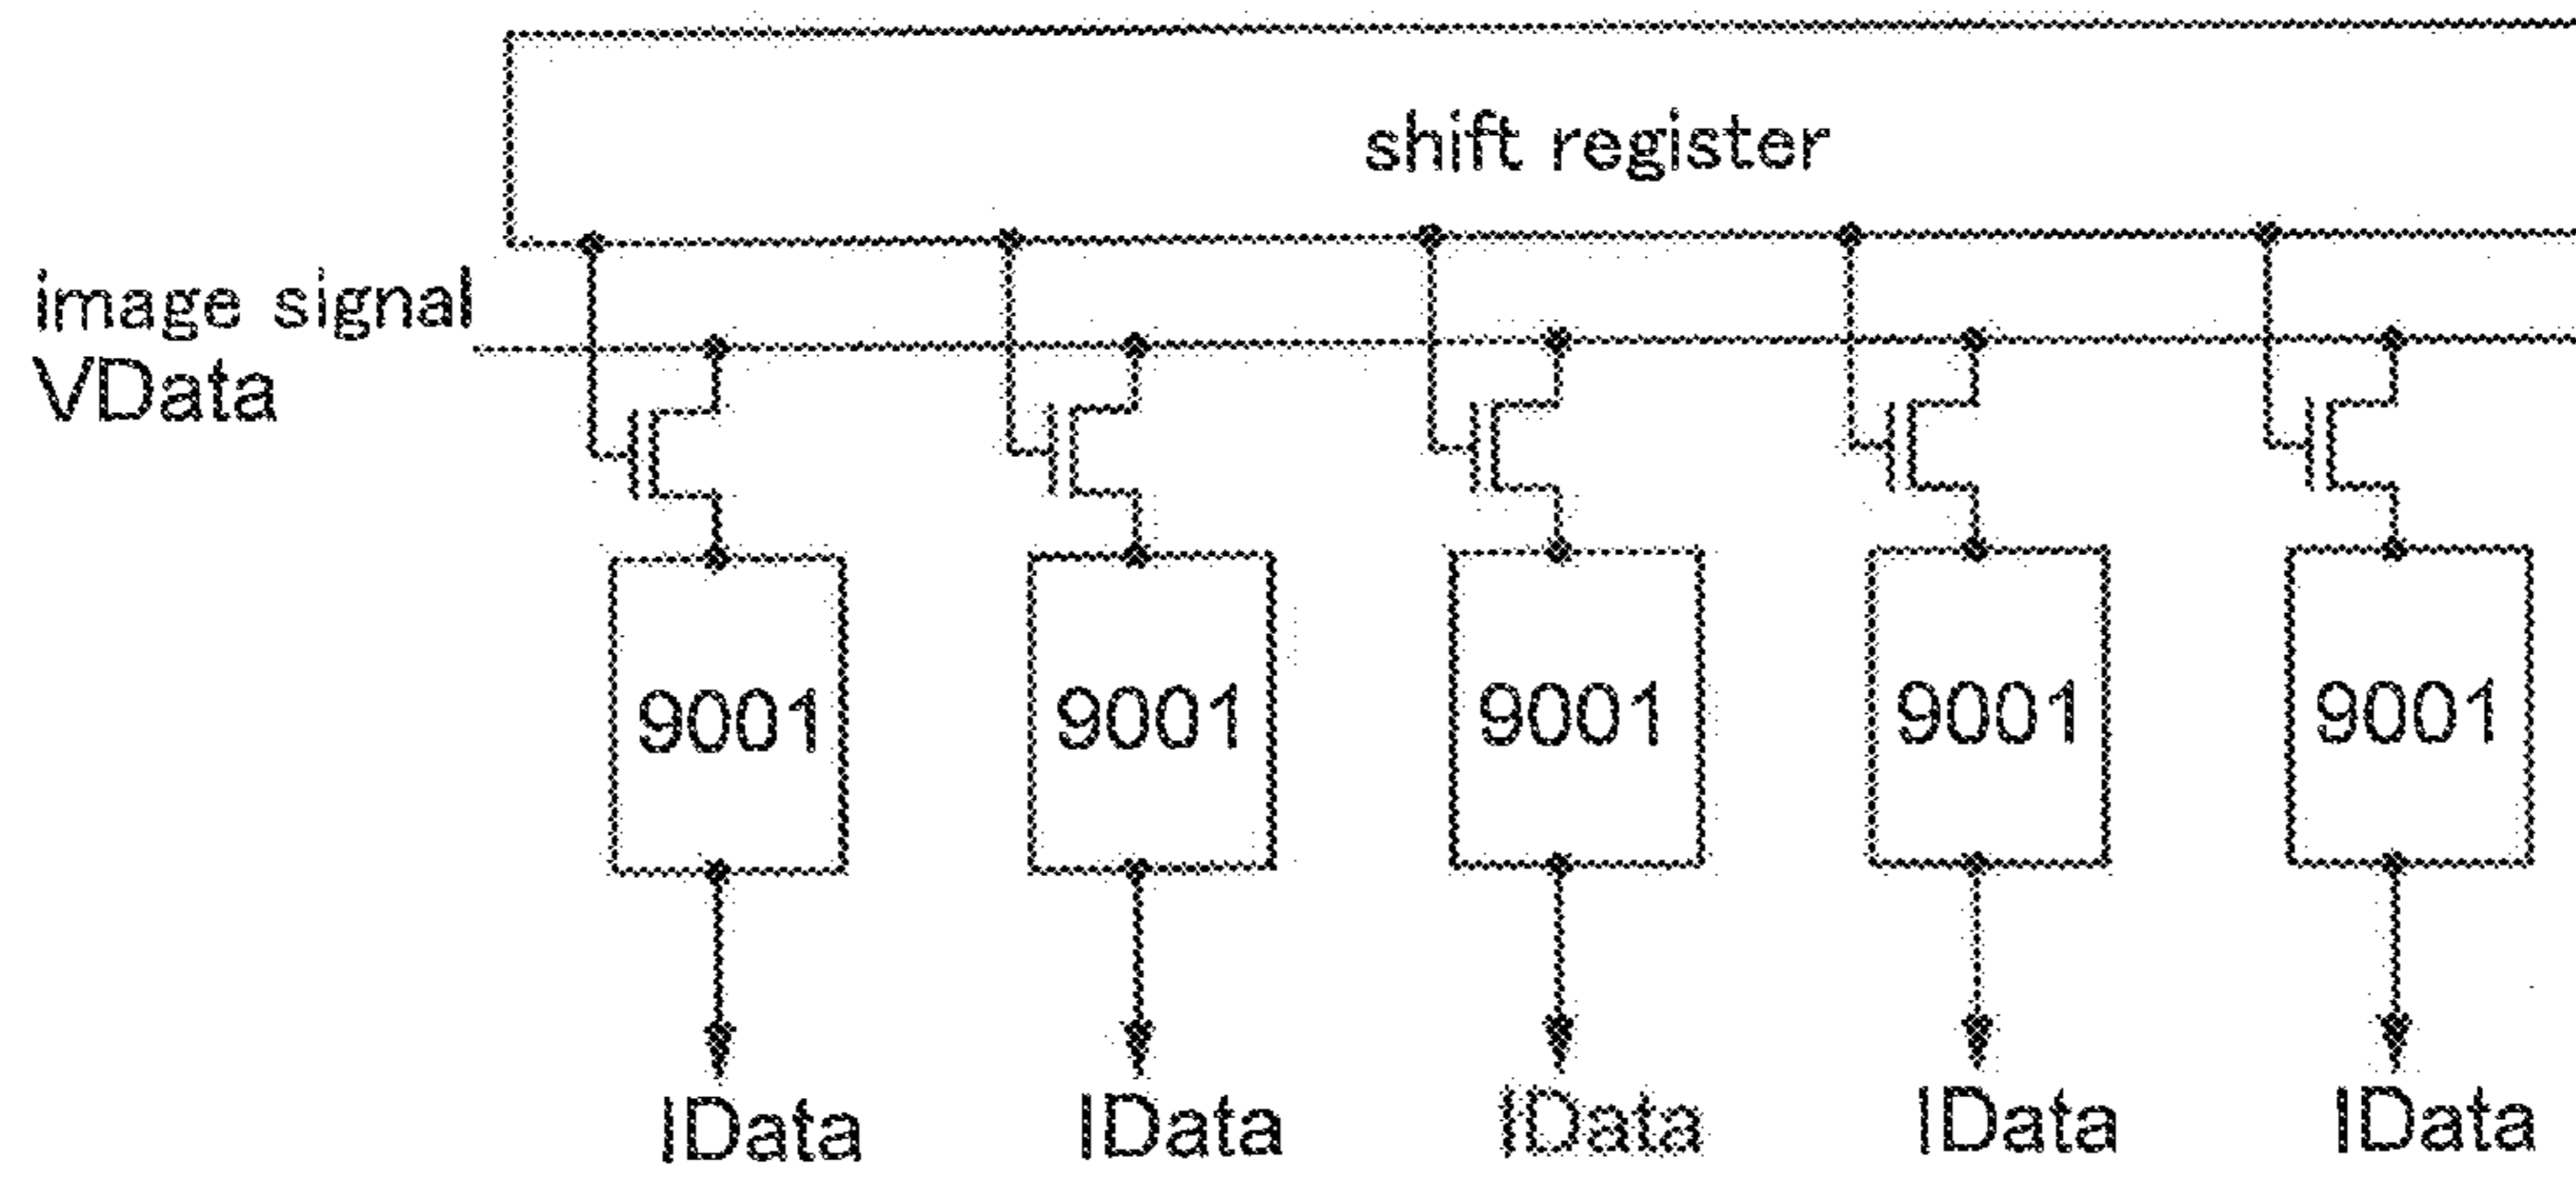 shift register
image signal
VData
9001 9001 9001 9001 9001
IData IData IData IData IData